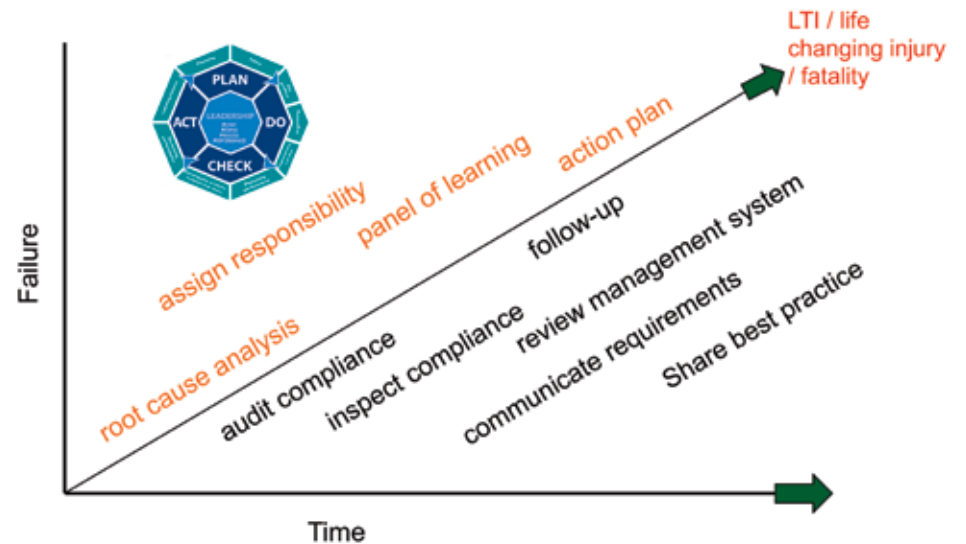 LTI / life
changing injury
/ fatality
PLAN
ACT
LEADERSHIP
DO
CHECK
action plan
panel of learning
assign responsibility
root cause analysis
follow-up
review management system
audit compliance
inspect compliance
communicate requirements
Share best practice
Failure
Time